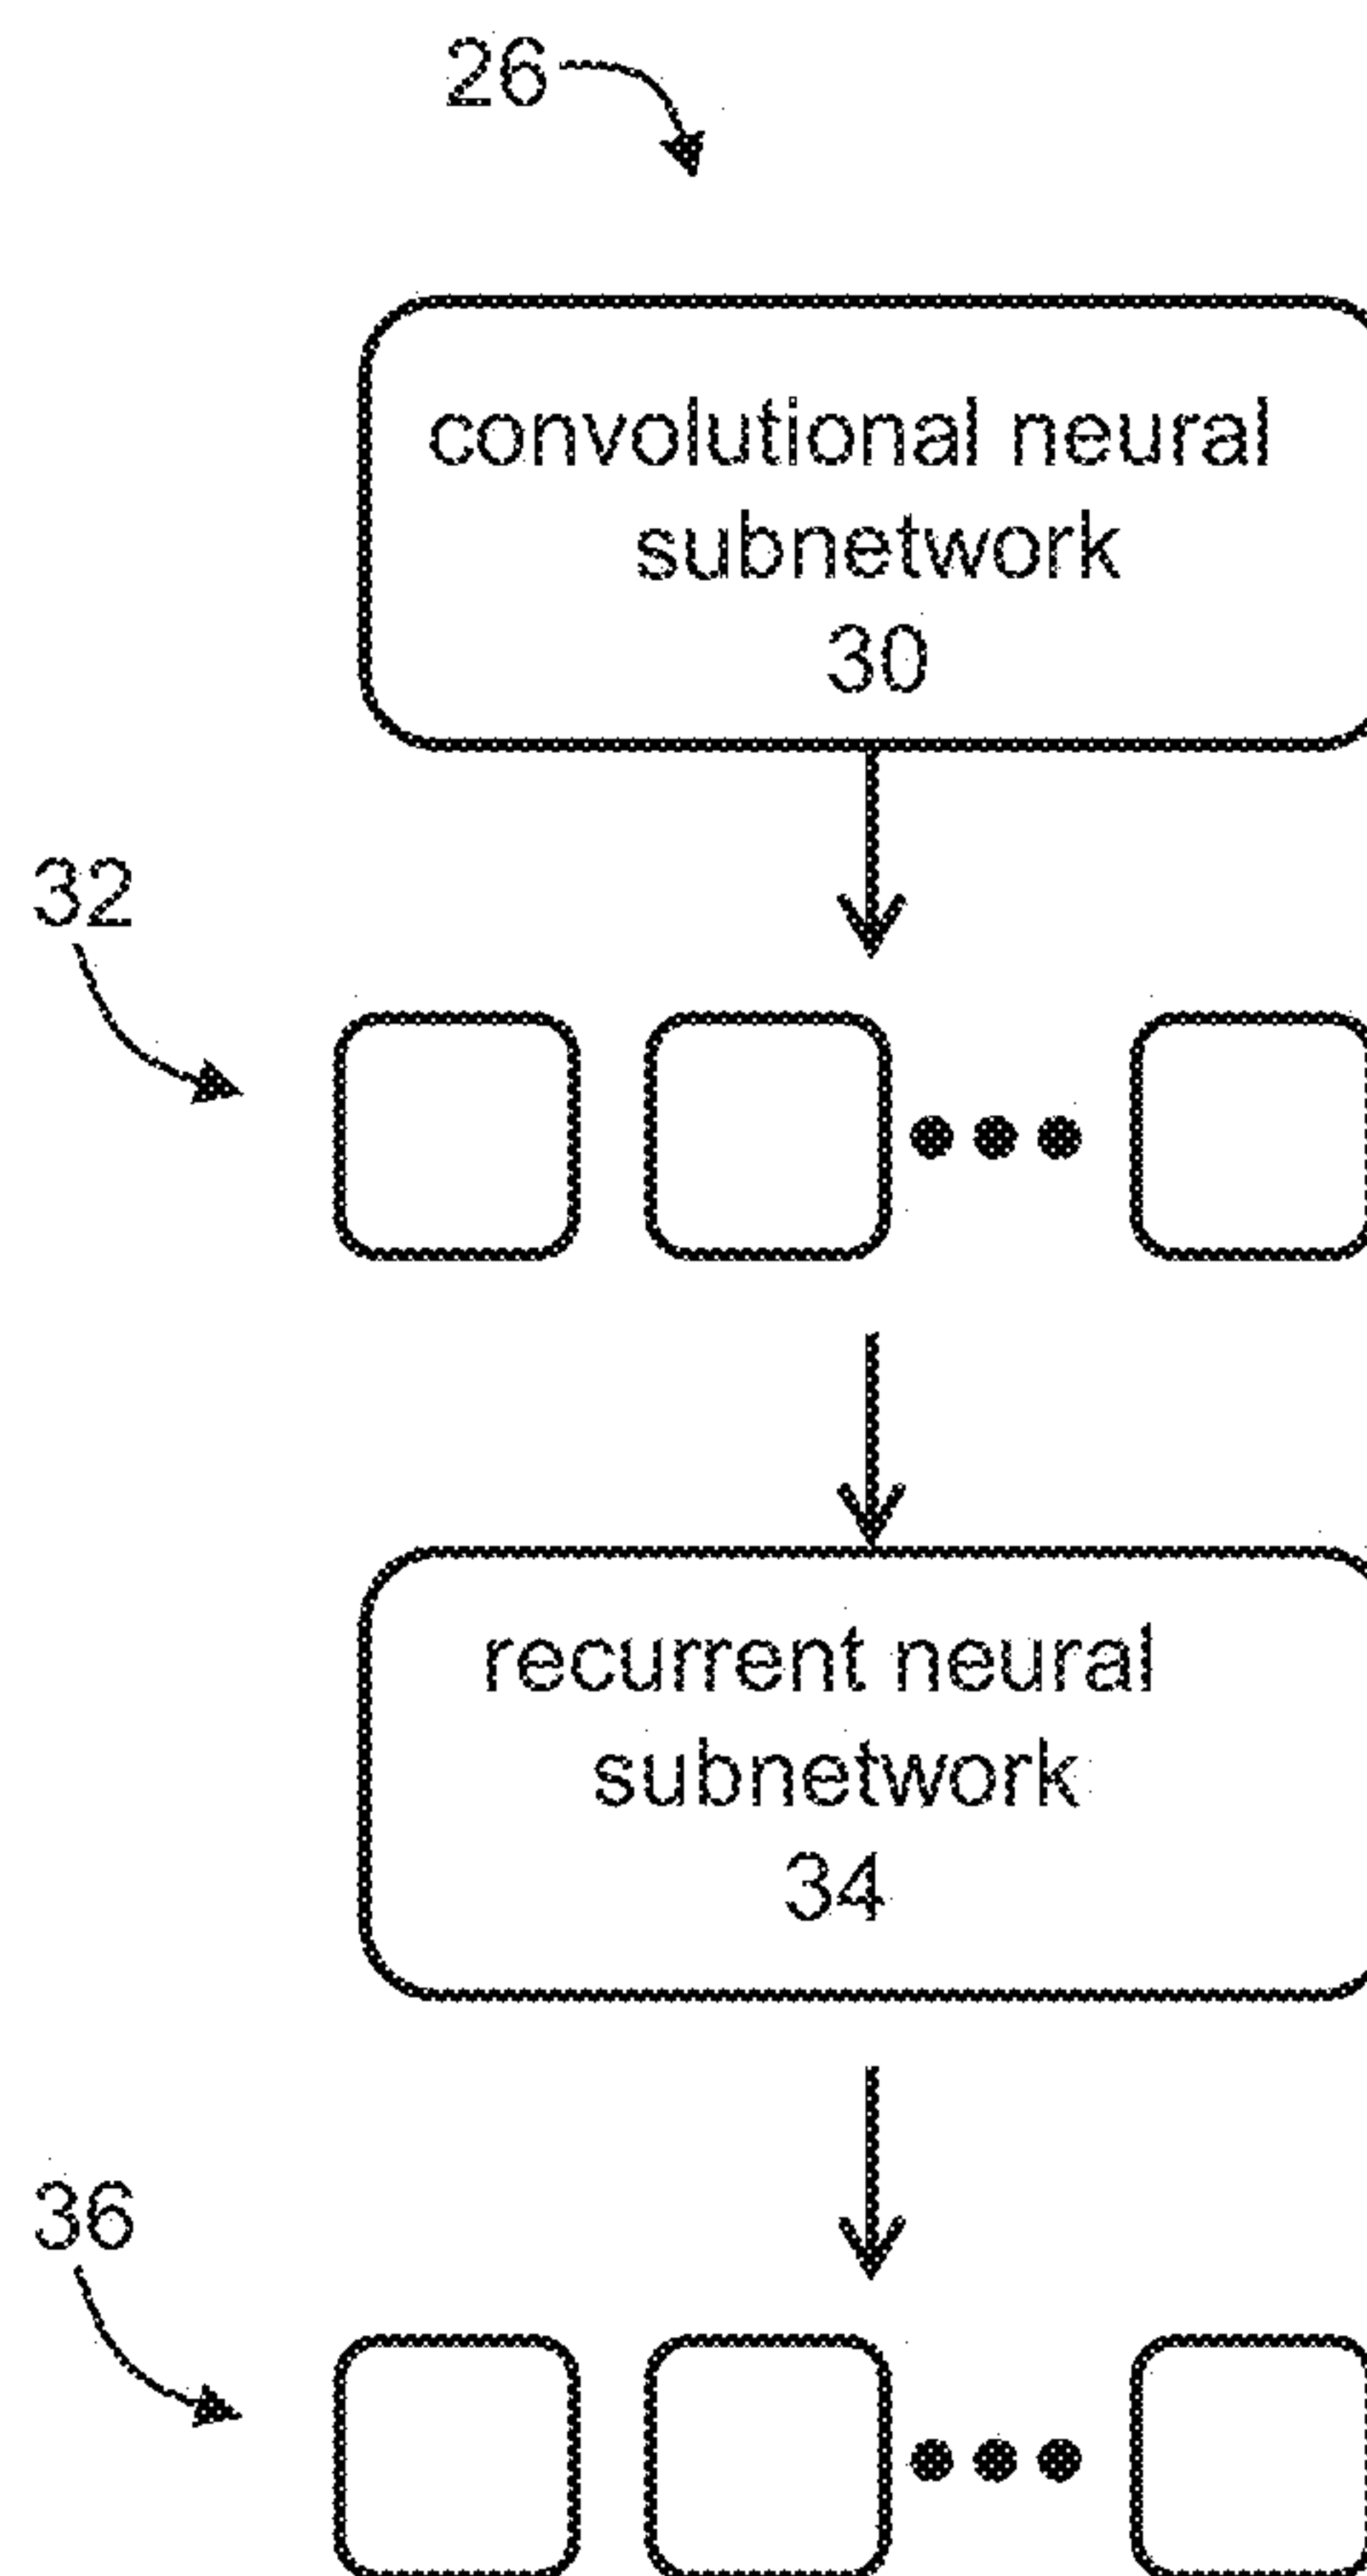 26
convolutional neural
subnetwork
30
32
recurrent neural
subnetwork
34
36